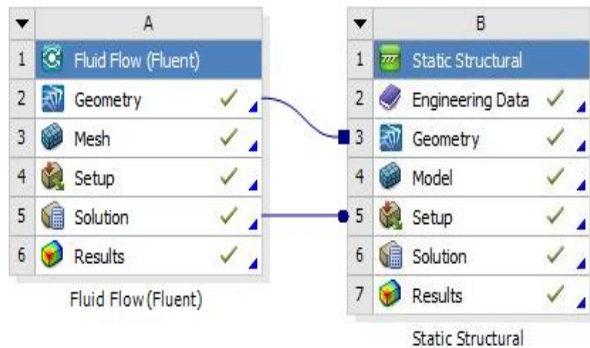 A
1 Fluid Flow (Fluent)
2 Geometry
3 Mesh
4 Setup
5 Solution
6 Results
Fluid Flow (Fluent)
B
1 Static Structural
2 Engineering Data
3 Geometry
4 Model
5 Setup
6 Solution
7 Results
Static Structural